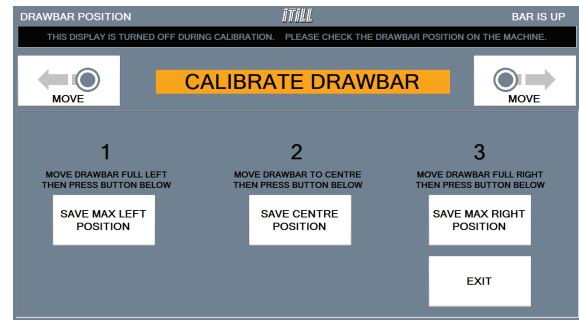 DRAWBAR POSITION iTiLL BAR IS UP
THIS DISPLAY IS TURNED OFF DURING CALIBRATION. PLEASE CHECK THE DRAWBAR POSITION ON THE MACHINE.
MOVE
CALIBRATE DRAWBAR
MOVE
1
MOVE DRAWBAR FULL LEFT
THEN PRESS BUTTON BELOW
SAVE MAX LEFT
POSITION
2
MOVE DRAWBAR TO CENTRE
THEN PRESS BUTTON BELOW
SAVE CENTRE
POSITION
3
MOVE DRAWBAR FULL RIGHT
THEN PRESS BUTTON BELOW
SAVE MAX RIGHT
POSITION
EXIT